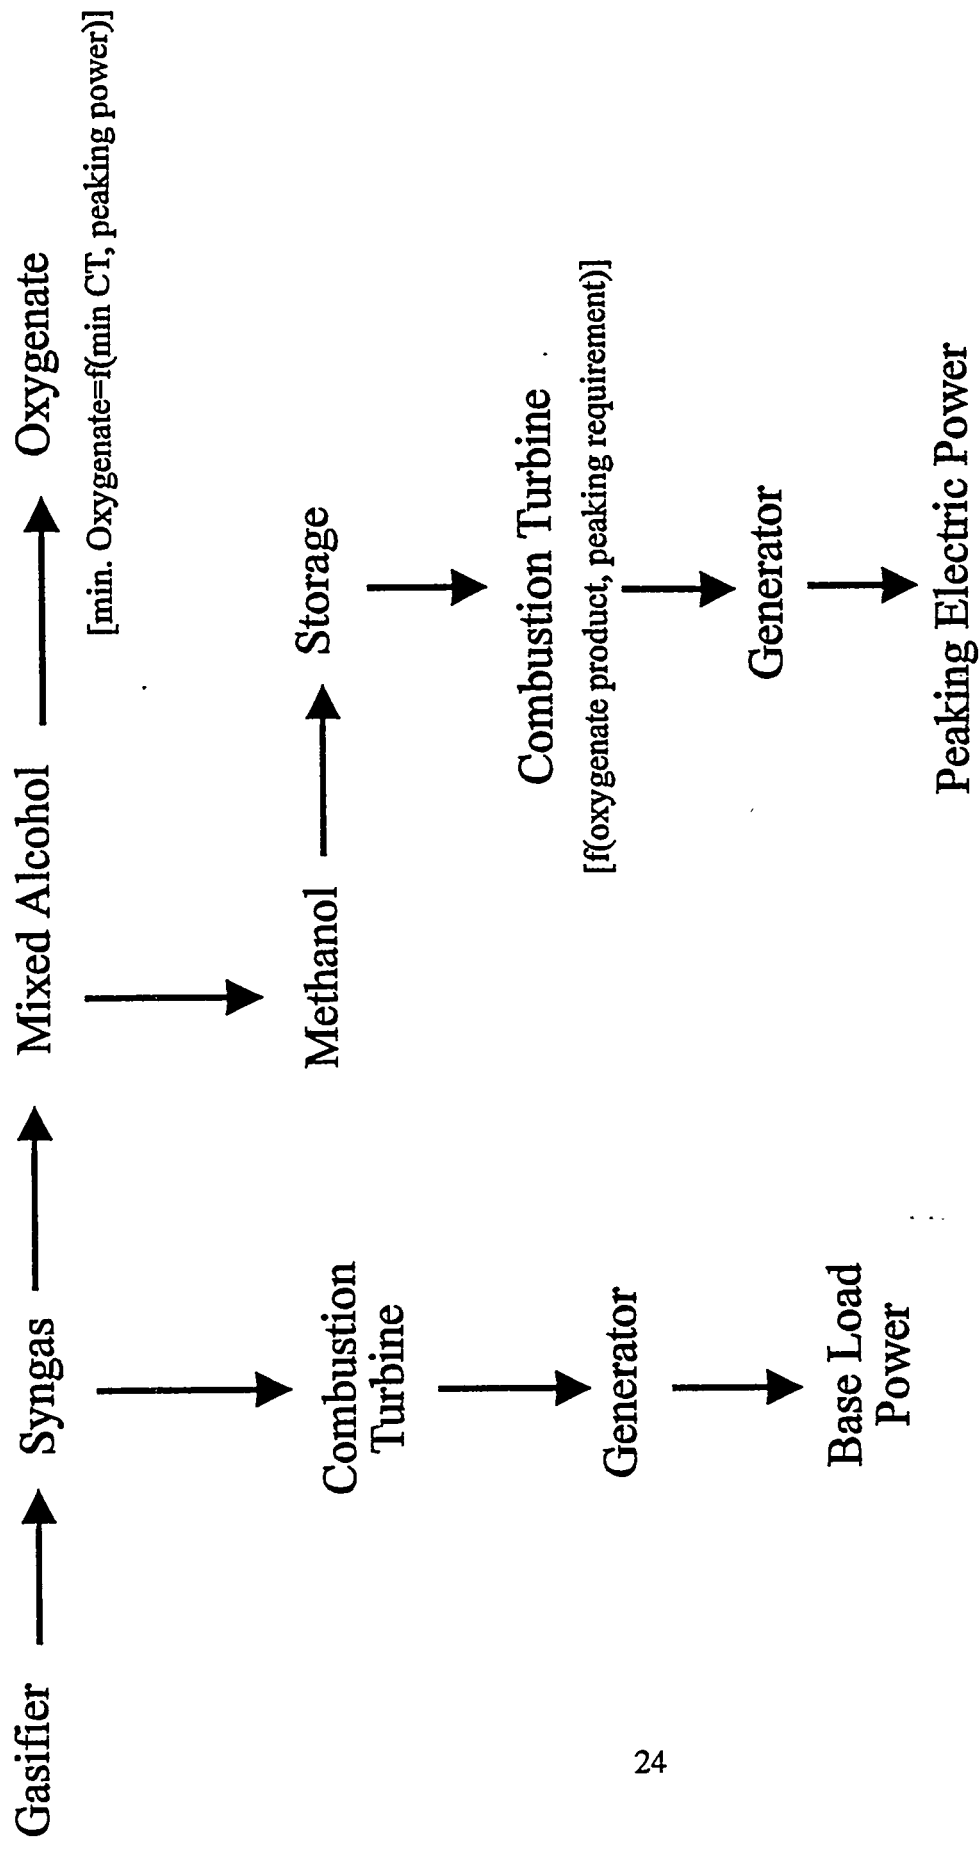 Gasifier
Syngas
Mixed Alcohol
Oxygenate
[min. Oxygenate=f(min CT, peaking power)]
Combustion
Turbine
Methanol
Storage
Combustion Turbine
[f(oxygenate product, peaking requirement)]
Generator
Generator
Base Load
Power
Peaking Electric Power
24